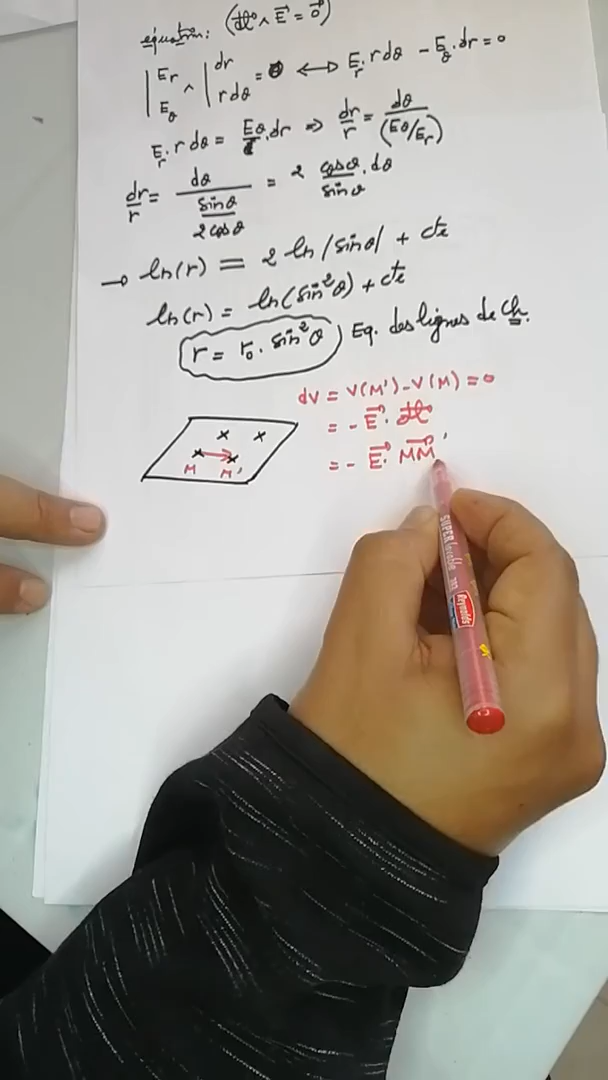 équation: (d⃗l ∧ E⃗ = 0⃗)
| Er Eθ ∧ | dr rdθ = 0 ⟺ Er.rdθ - Eθ.dr = 0
Er.rdθ = Eθ.dr ⇒ dr/r = dθ/(Eθ/Er)
dr/r = dθ/(sinθ/2cosθ) = 2 cosθ.dθ/sinθ
→ ln(r) = 2 ln|sinθ| + cte
ln(r) = ln(sin²θ) + cte
r = r₀.sin²θ Eq. des lignes de ch.
dV = V(M') - V(M) = 0
= - E⃗. d⃗l
= - E⃗. MM⃗'
M M'
SUPER
Reynolds